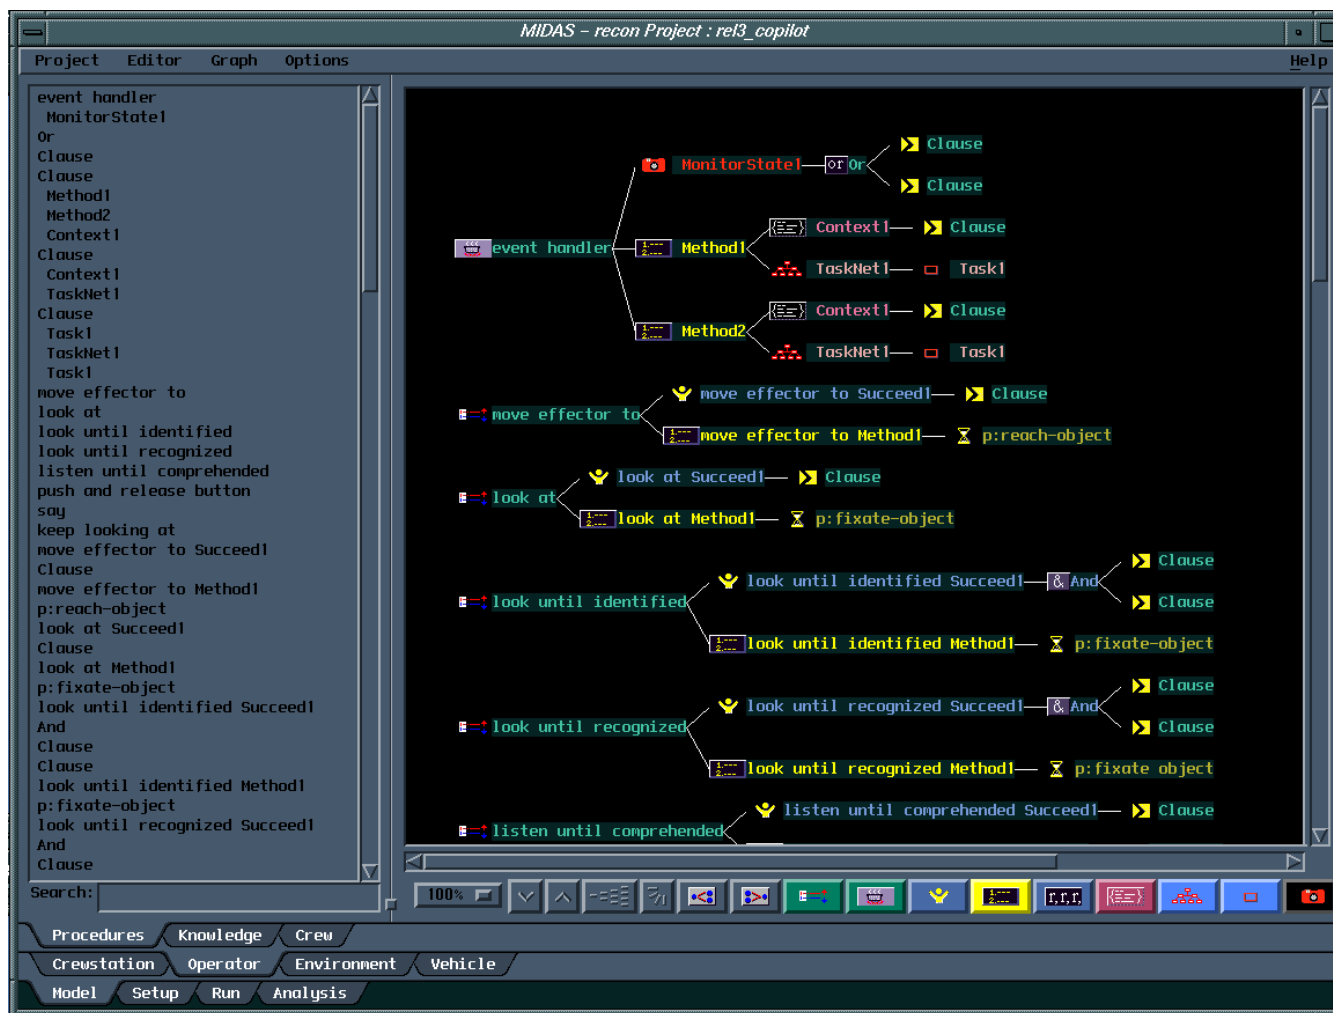 MIDAS - recon Project : rel3_copilot
Project Editor Graph Options Help
event handler
MonitorState1
Or
Clause
Clause
Method1
Method2
Context1
Clause
Context1
TaskNet1
Clause
Task1
TaskNet1
Task1
move effector to
look at
look until identified
look until recognized
listen until comprehended
push and release button
say
keep looking at
move effector to Succeed1
Clause
move effector to Method1
p:reach-object
look at Succeed1
Clause
look at Method1
p:fixate-object
look until identified Succeed1
And
Clause
Clause
look until identified Method1
p:fixate-object
look until recognized Succeed1
And
Clause
Search:
Clause
MonitorState1 or Or
Clause
Context1 Clause
event handler Method1
TaskNet1 Task1
Context1 Clause
Method2
TaskNet1 Task1
move effector to Succeed1 Clause
move effector to
move effector to Method1 p:reach-object
look at Succeed1 Clause
look at
look at Method1 p:fixate-object
Clause
look until identified Succeed1 & And
look until identified Clause
look until identified Method1 p:fixate-object
Clause
look until recognized Succeed1 & And
look until recognized Clause
look until recognized Method1 p:fixate object
listen until comprehended Succeed1 Clause
listen until comprehended
100% r,r,r,
Procedures Knowledge Crew
Crewstation Operator Environment Vehicle
Model Setup Run Analysis